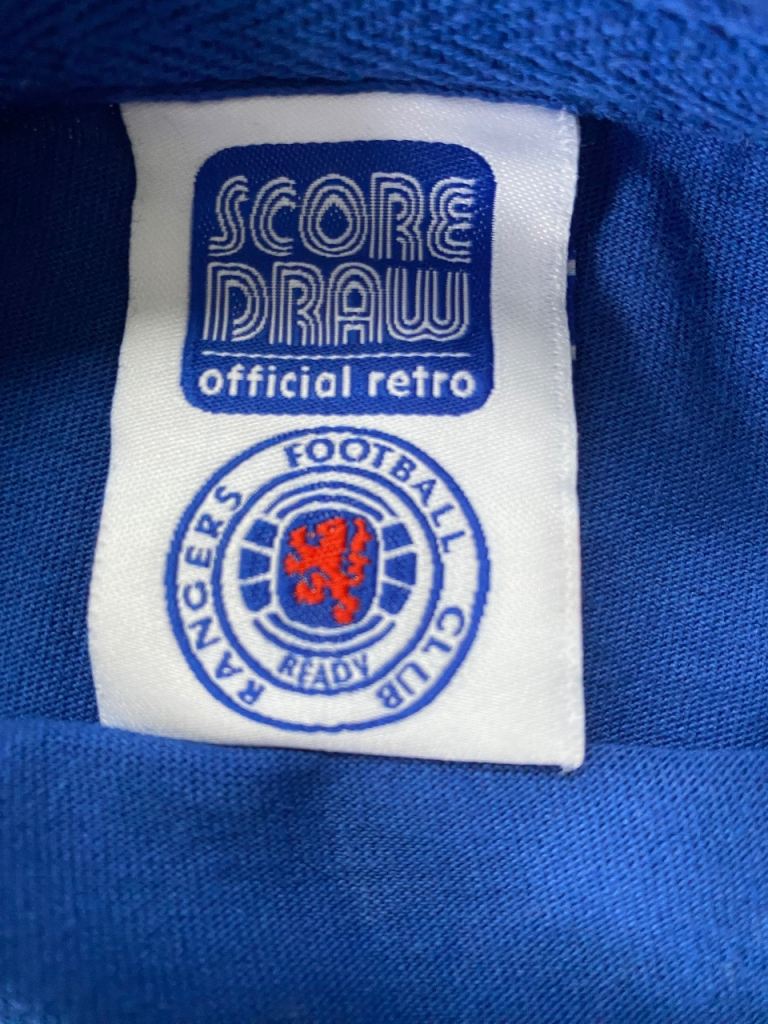 SCORE
DRAW
official retro
RANGERS FOOTBALL CLUB
READY